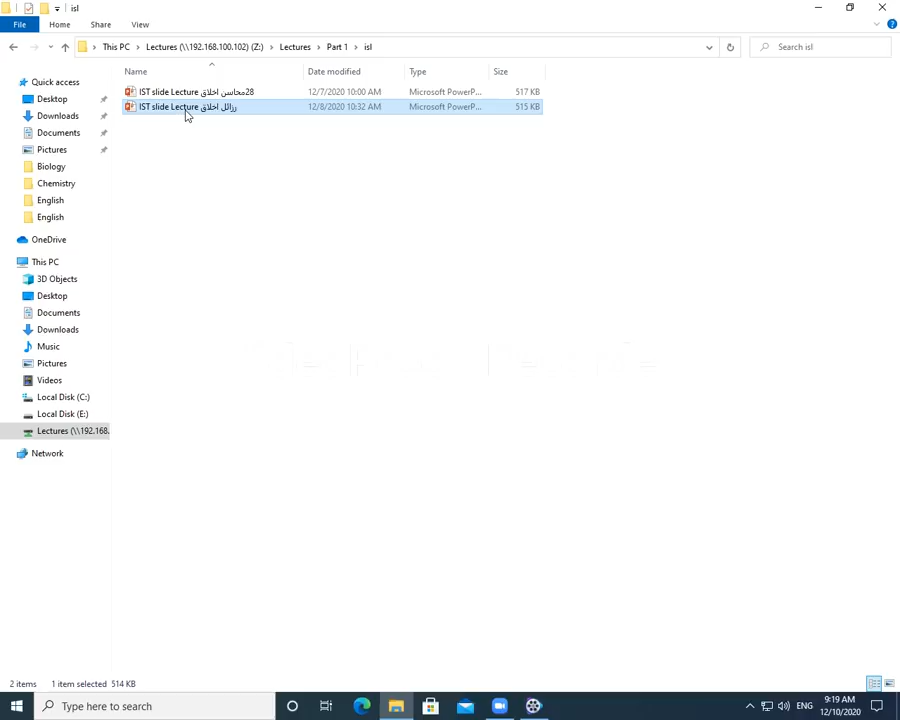 isl
File
Home
Share
View
This PC > Lectures (\\192.168.100.102) (Z:) > Lectures > Part 1 > isl
Search isl
Name
Date modified
Type
Size
IST slide Lecture محاسن اخلاق28
12/7/2020 10:00 AM
Microsoft PowerP...
517 KB
IST slide Lecture رزائل اخلاق
12/8/2020 10:32 AM
Microsoft PowerP...
515 KB
Quick access
Desktop
Downloads
Documents
Pictures
Biology
Chemistry
English
English
OneDrive
This PC
3D Objects
Desktop
Documents
Downloads
Music
Pictures
Videos
Local Disk (C:)
Local Disk (E:)
Lectures (\\192.168.
Network
2 items
1 item selected 514 KB
Type here to search
ENG
9:19 AM
12/10/2020